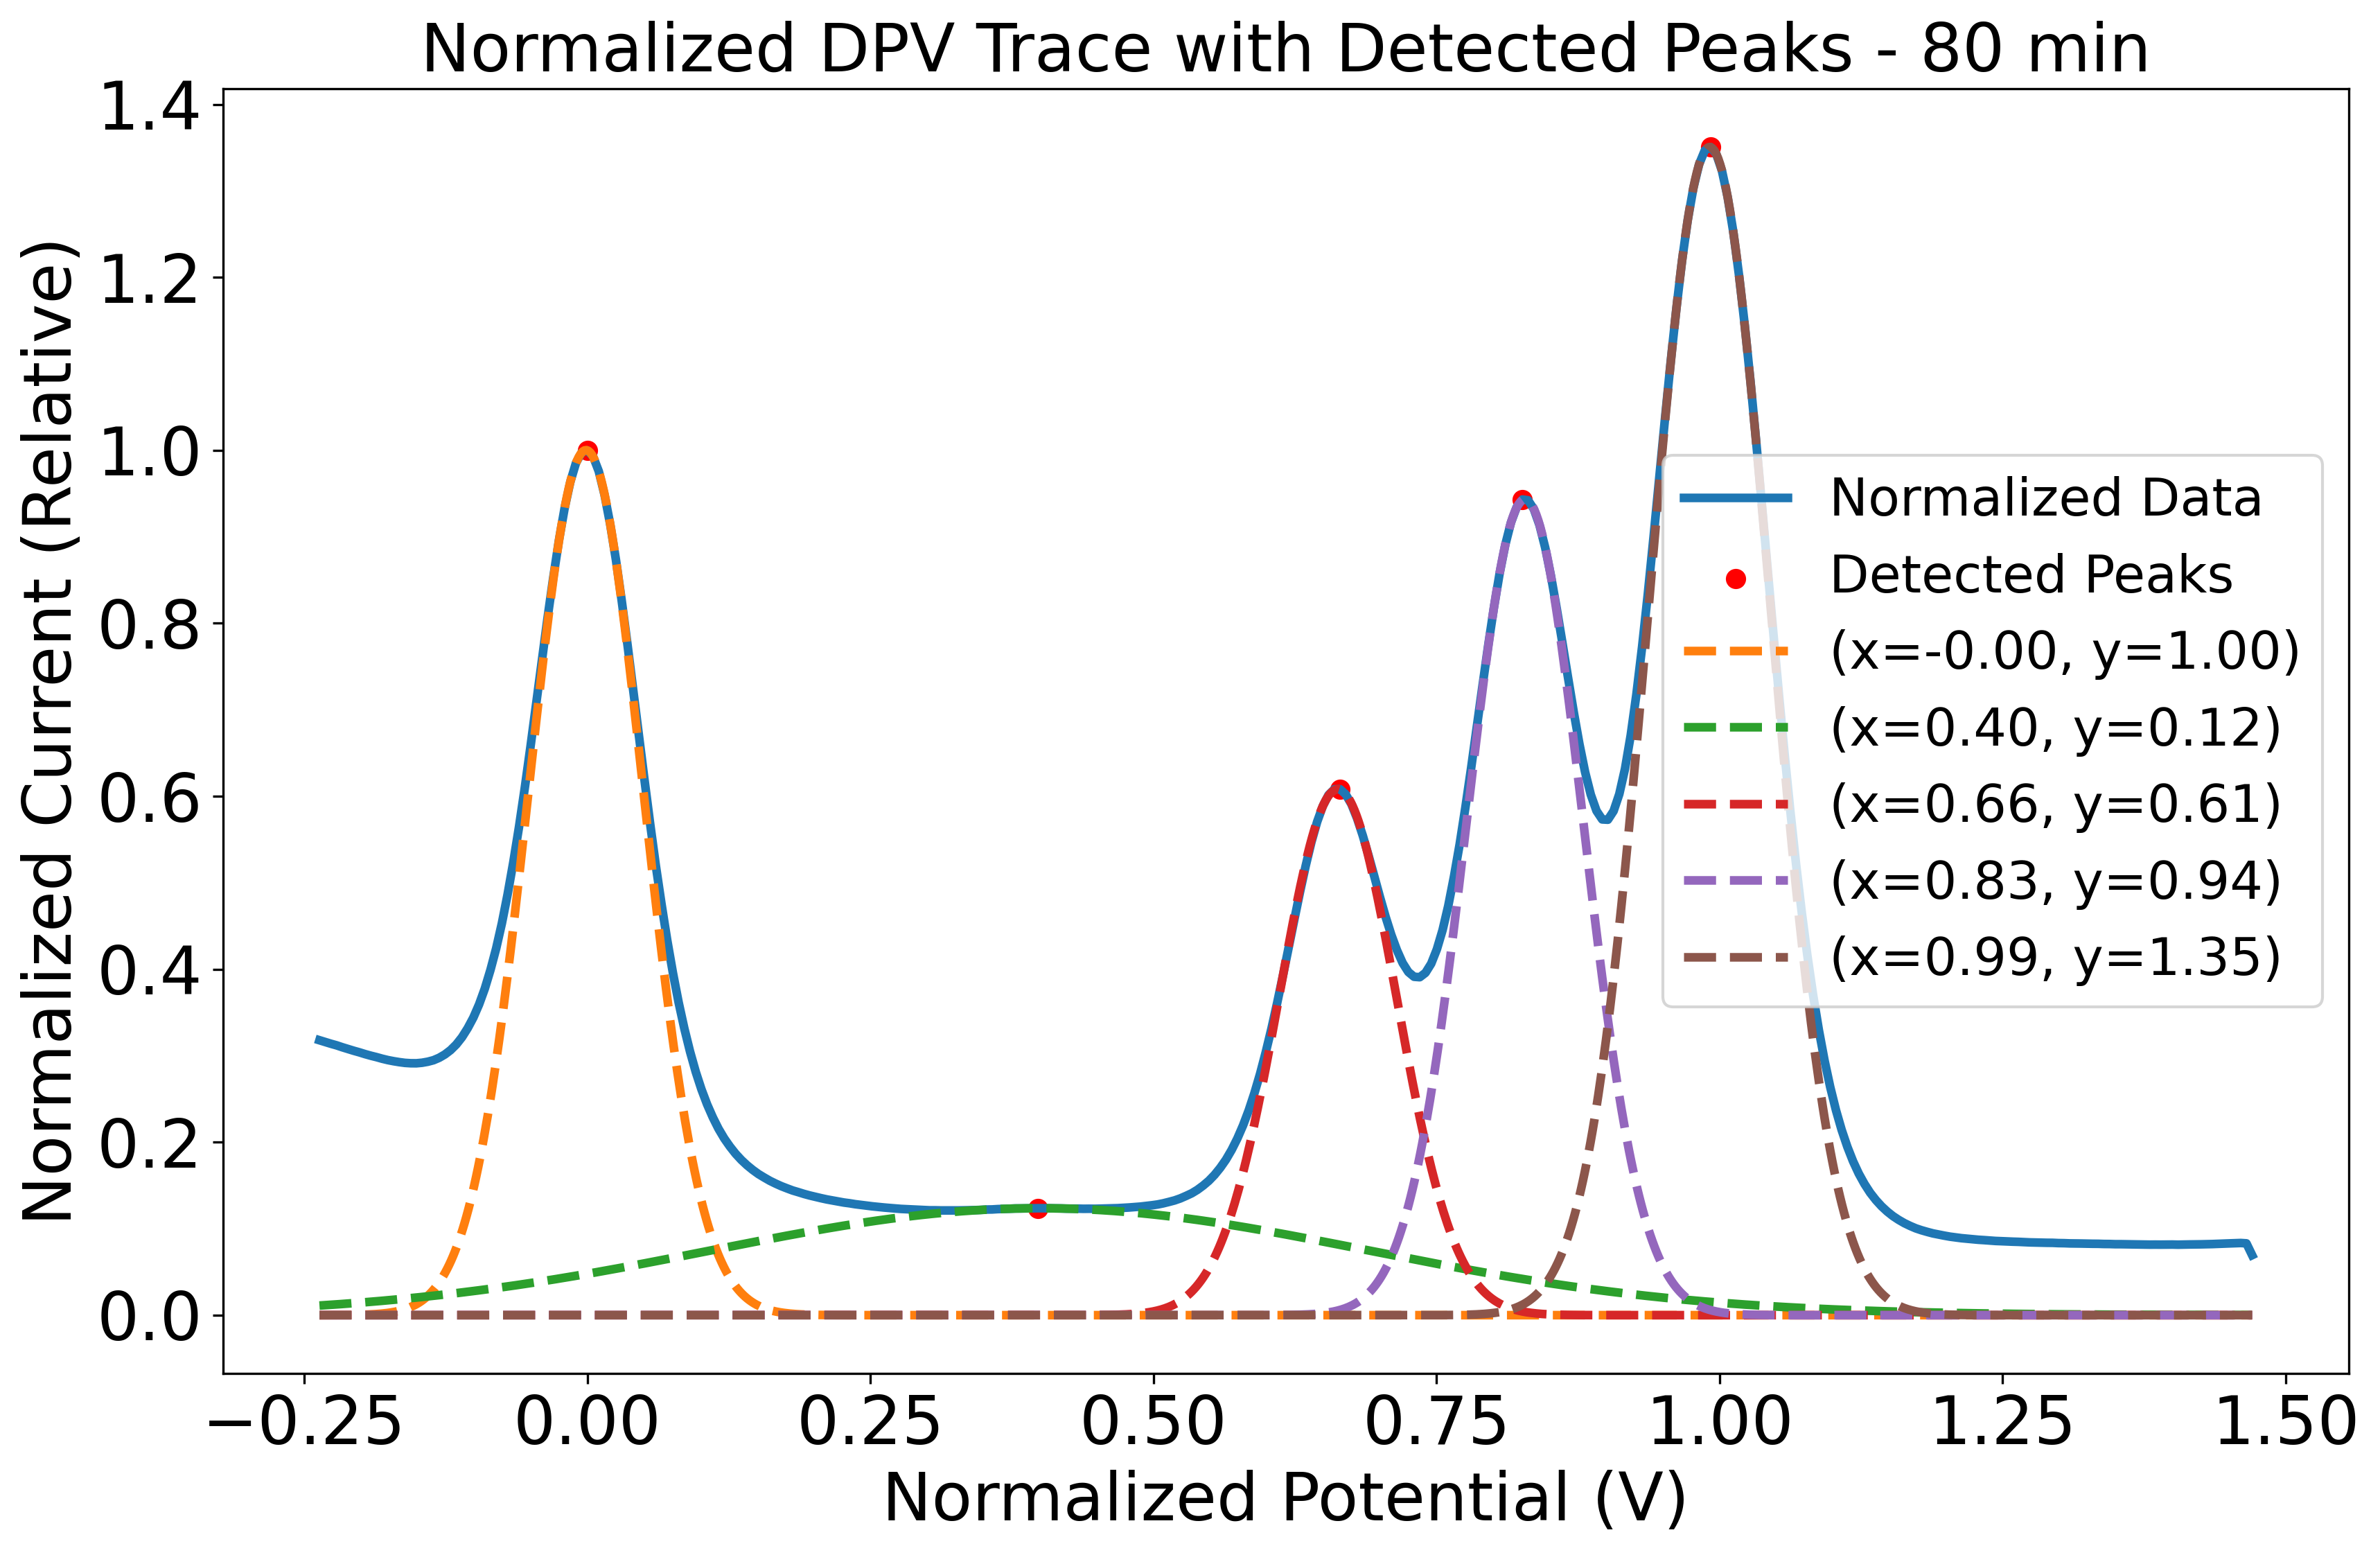 Normalized DPV Trace with Detected Peaks - 80 min
Normalized Current (Relative)
1.4
1.2
1.0
0.8
0.6
0.4
0.2
0.0
Normalized Data
Detected Peaks
(x=-0.00, y=1.00)
(x=0.40, y=0.12)
(x=0.66, y=0.61)
(x=0.83, y=0.94)
(x=0.99, y=1.35)
−0.25 0.00 0.25 0.50 0.75 1.00 1.25 1.50
Normalized Potential (V)